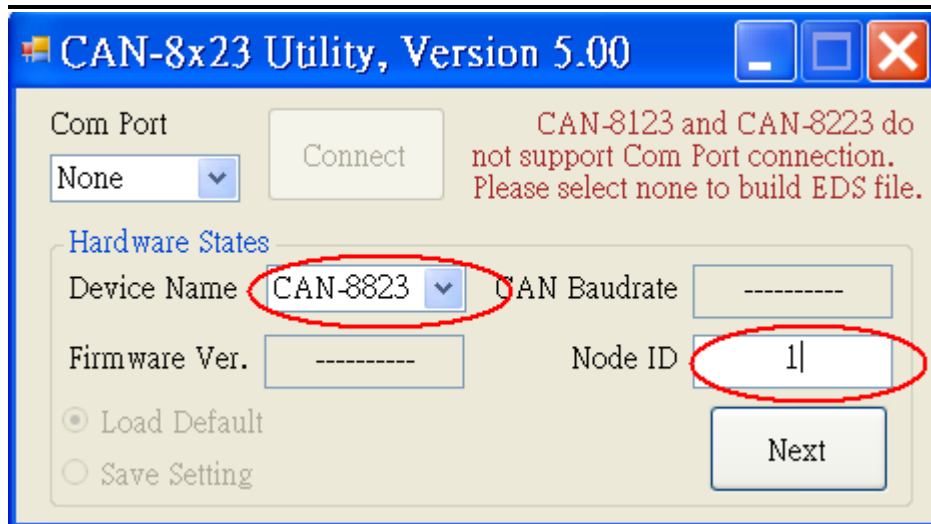 CAN-8x23 Utility, Version 5.00
Com Port
None
Connect
CAN-8123 and CAN-8223 do
not support Com Port connection.
Please select none to build EDS file.
Hardware States
Device Name CAN-8823 CAN Baudrate ----------
Firmware Ver. ---------- Node ID 1
Load Default
Save Setting
Next